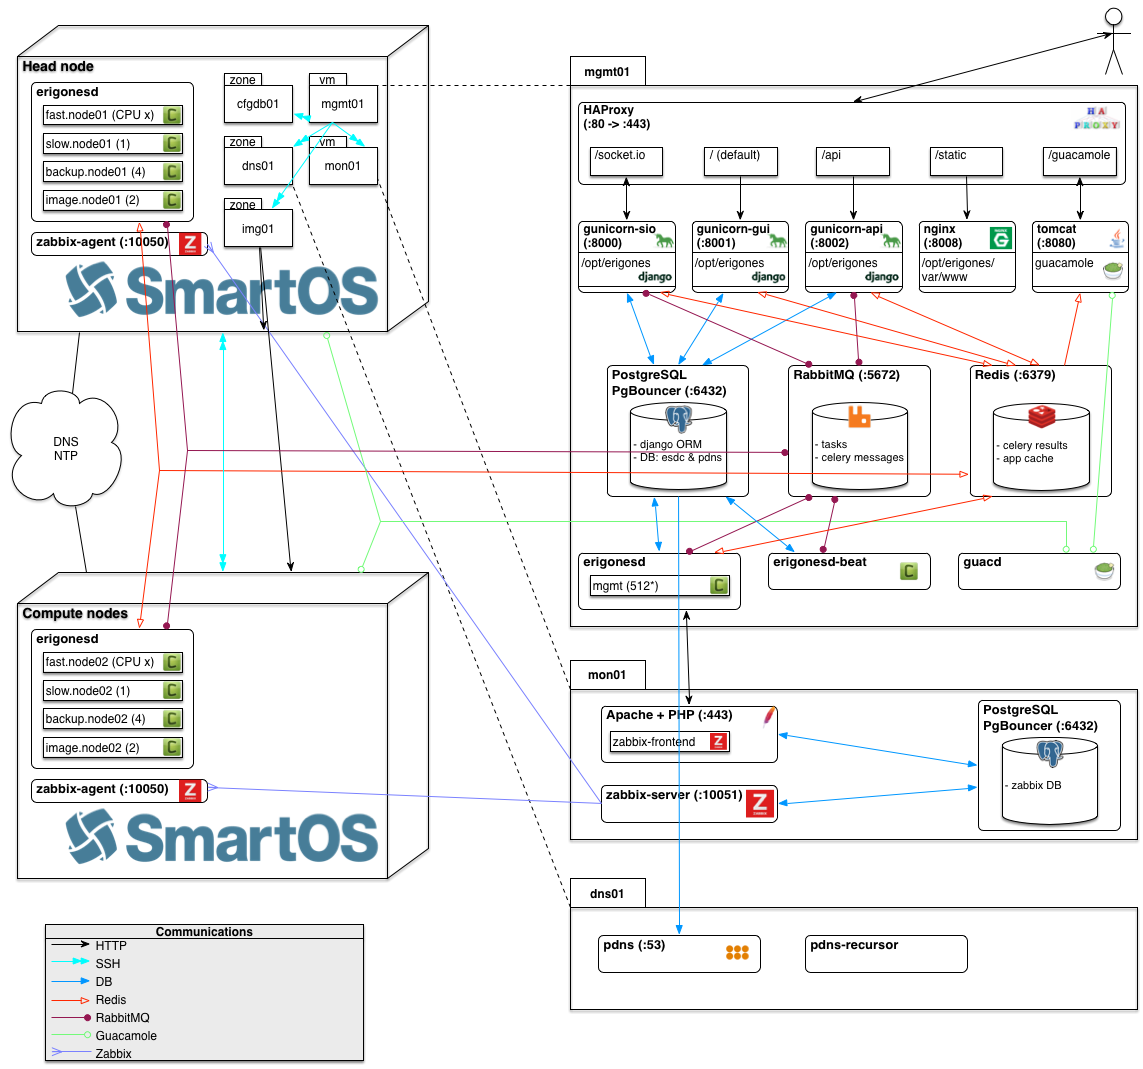 Head node
erigonesd
fast.node01 (CPU x)
slow.node01 (1)
backup.node01 (4)
image.node01 (2)
zabbix-agent (:10050)
zone
cfgdb01
vm
mgmt01
zone
dns01
vm
mon01
zone
img01
SmartOS
DNS
NTP
Compute nodes
erigonesd
fast.node02 (CPU x)
slow.node02 (1)
backup.node02 (4)
image.node02 (2)
zabbix-agent (:10050)
SmartOS
Communications
HTTP
SSH
DB
Redis
RabbitMQ
Guacamole
Zabbix
mgmt01
HAProxy
(:80 -> :443)
HA
PROXY
/socket.io
/ (default)
/api
/static
/guacamole
gunicorn-sio
(:8000)
/opt/erigones
django
gunicorn-gui
(:8001)
/opt/erigones
django
gunicorn-api
(:8002)
/opt/erigones
django
nginx
(:8008)
/opt/erigones/
var/www
tomcat
(:8080)
guacamole
PostgreSQL
PgBouncer (:6432)
- django ORM
- DB: esdc & pdns
RabbitMQ (:5672)
- tasks
- celery messages
Redis (:6379)
- celery results
- app cache
erigonesd
mgmt (512*)
erigonesd-beat
guacd
mon01
Apache + PHP (:443)
zabbix-frontend
zabbix-server (:10051)
PostgreSQL
PgBouncer (:6432)
- zabbix DB
dns01
pdns (:53)
pdns-recursor